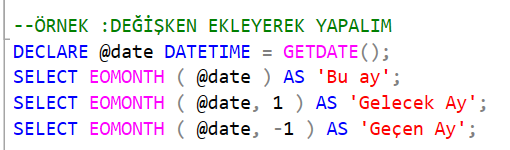 --ÖRNEK :DEĞİŞKEN EKLEYEREK YAPALIM
DECLARE @date DATETIME = GETDATE();
SELECT EOMONTH ( @date ) AS 'Bu ay';
SELECT EOMONTH ( @date, 1 ) AS 'Gelecek Ay';
SELECT EOMONTH ( @date, -1 ) AS 'Geçen Ay';